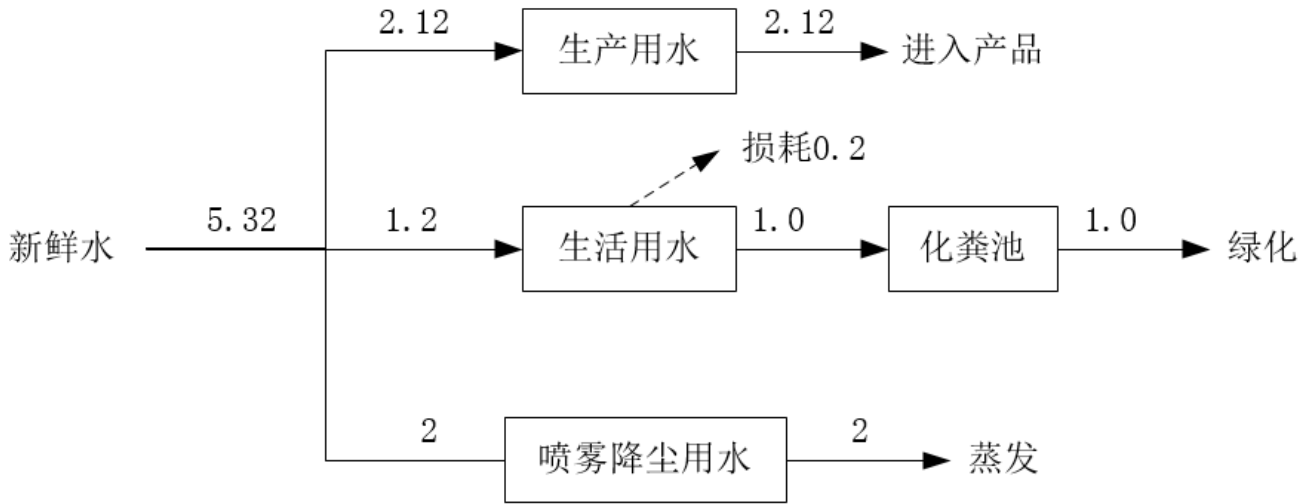 2.12
生产用水
2.12
进入产品
损耗0.2
新鲜水
5.32
1.2
生活用水
1.0
化粪池
1.0
绿化
2
喷雾降尘用水
2
蒸发